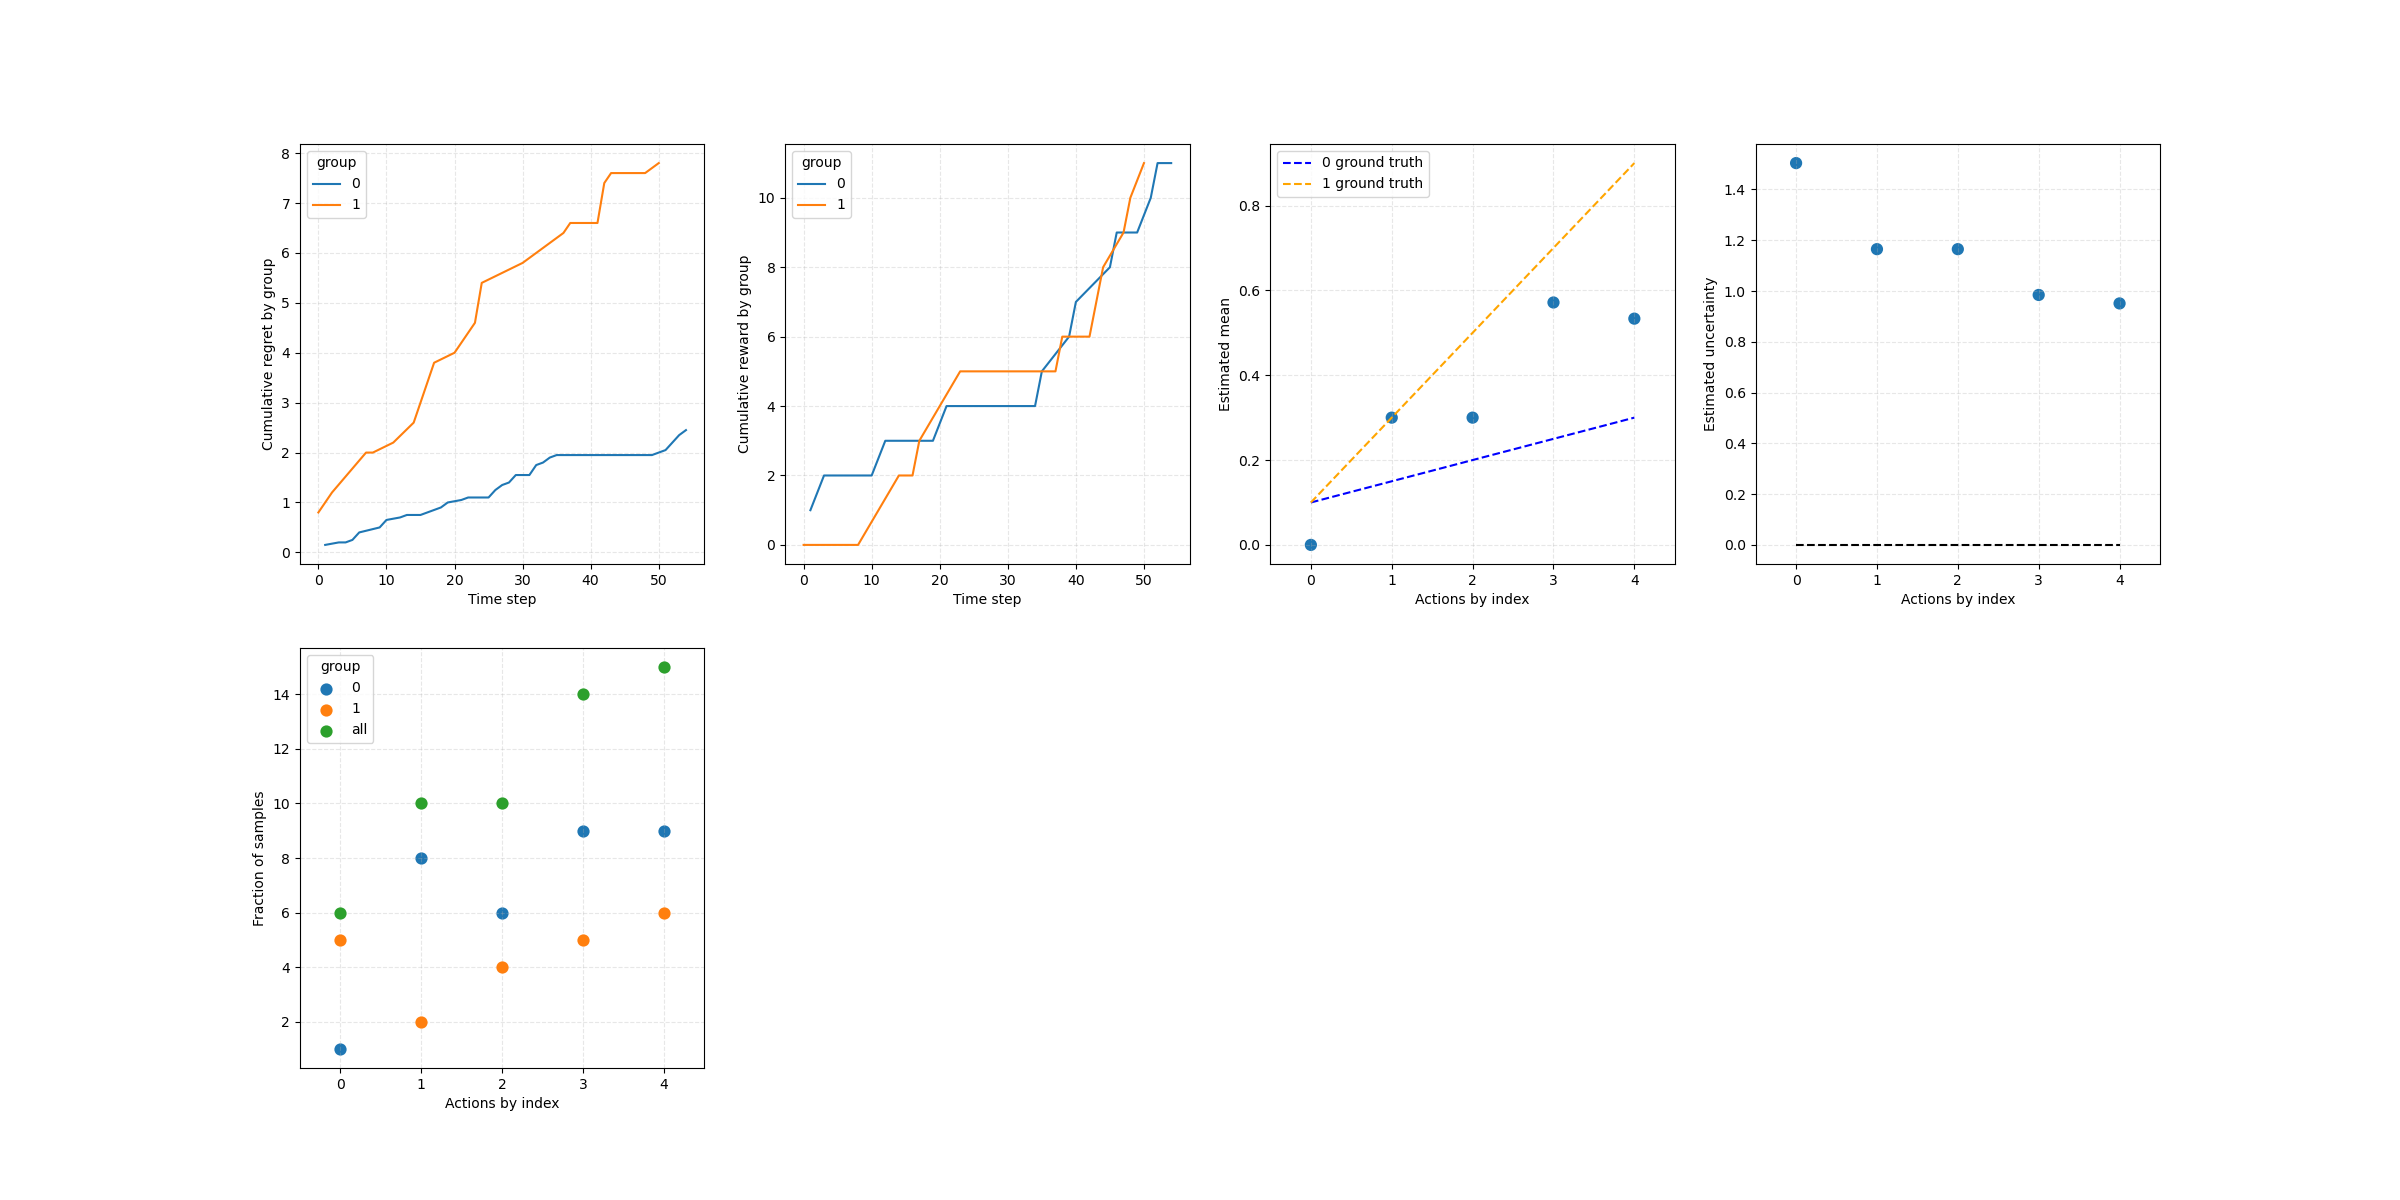 group
0
1
8
7
6
5
4
3
2
1
0
Cumulative regret by group
0 10 20 30 40 50
Time step
group
0
1
10
8
6
4
2
0
Cumulative reward by group
0 10 20 30 40 50
Time step
0 ground truth
1 ground truth
0.8
0.6
0.4
0.2
0.0
Estimated mean
0 1 2 3 4
Actions by index
1.4
1.2
1.0
0.8
0.6
0.4
0.2
0.0
Estimated uncertainty
0 1 2 3 4
Actions by index
group
0
1
all
14
12
10
8
6
4
2
Fraction of samples
0 1 2 3 4
Actions by index